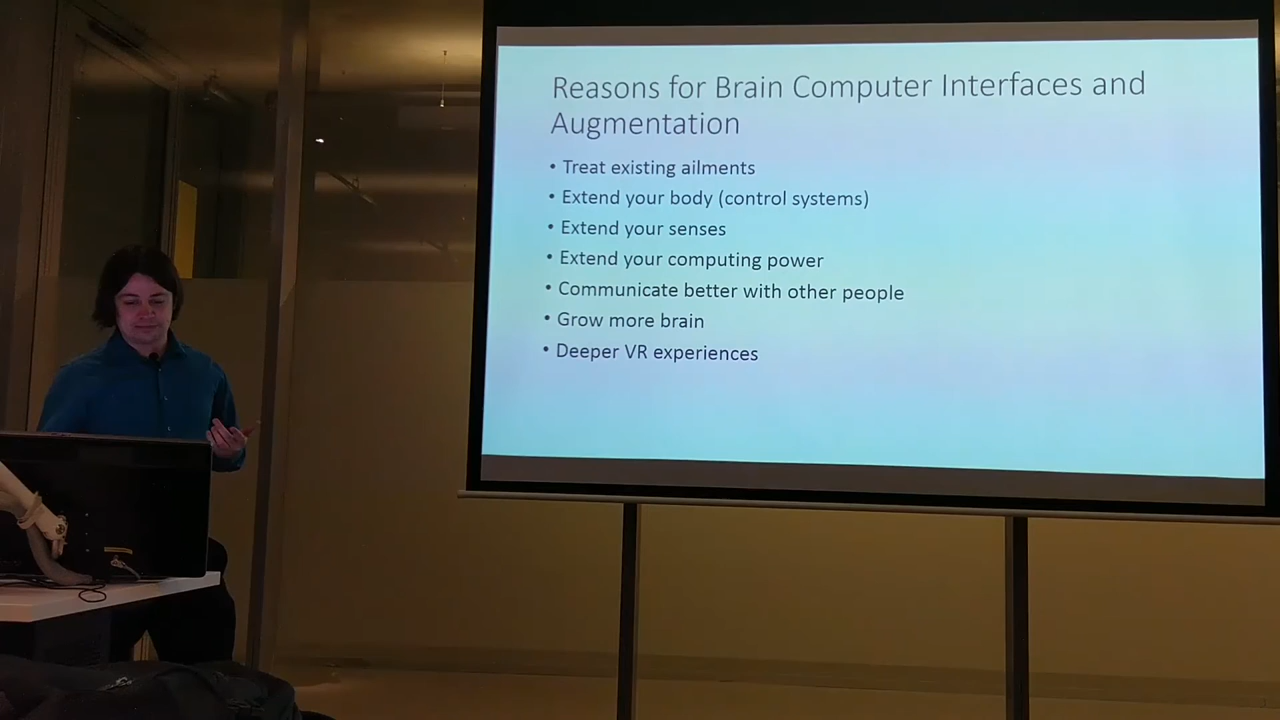 Reasons for Brain Computer Interfaces and
Augmentation
• Treat existing ailments
• Extend your body (control systems)
• Extend your senses
• Extend your computing power
• Communicate better with other people
• Grow more brain
• Deeper VR experiences